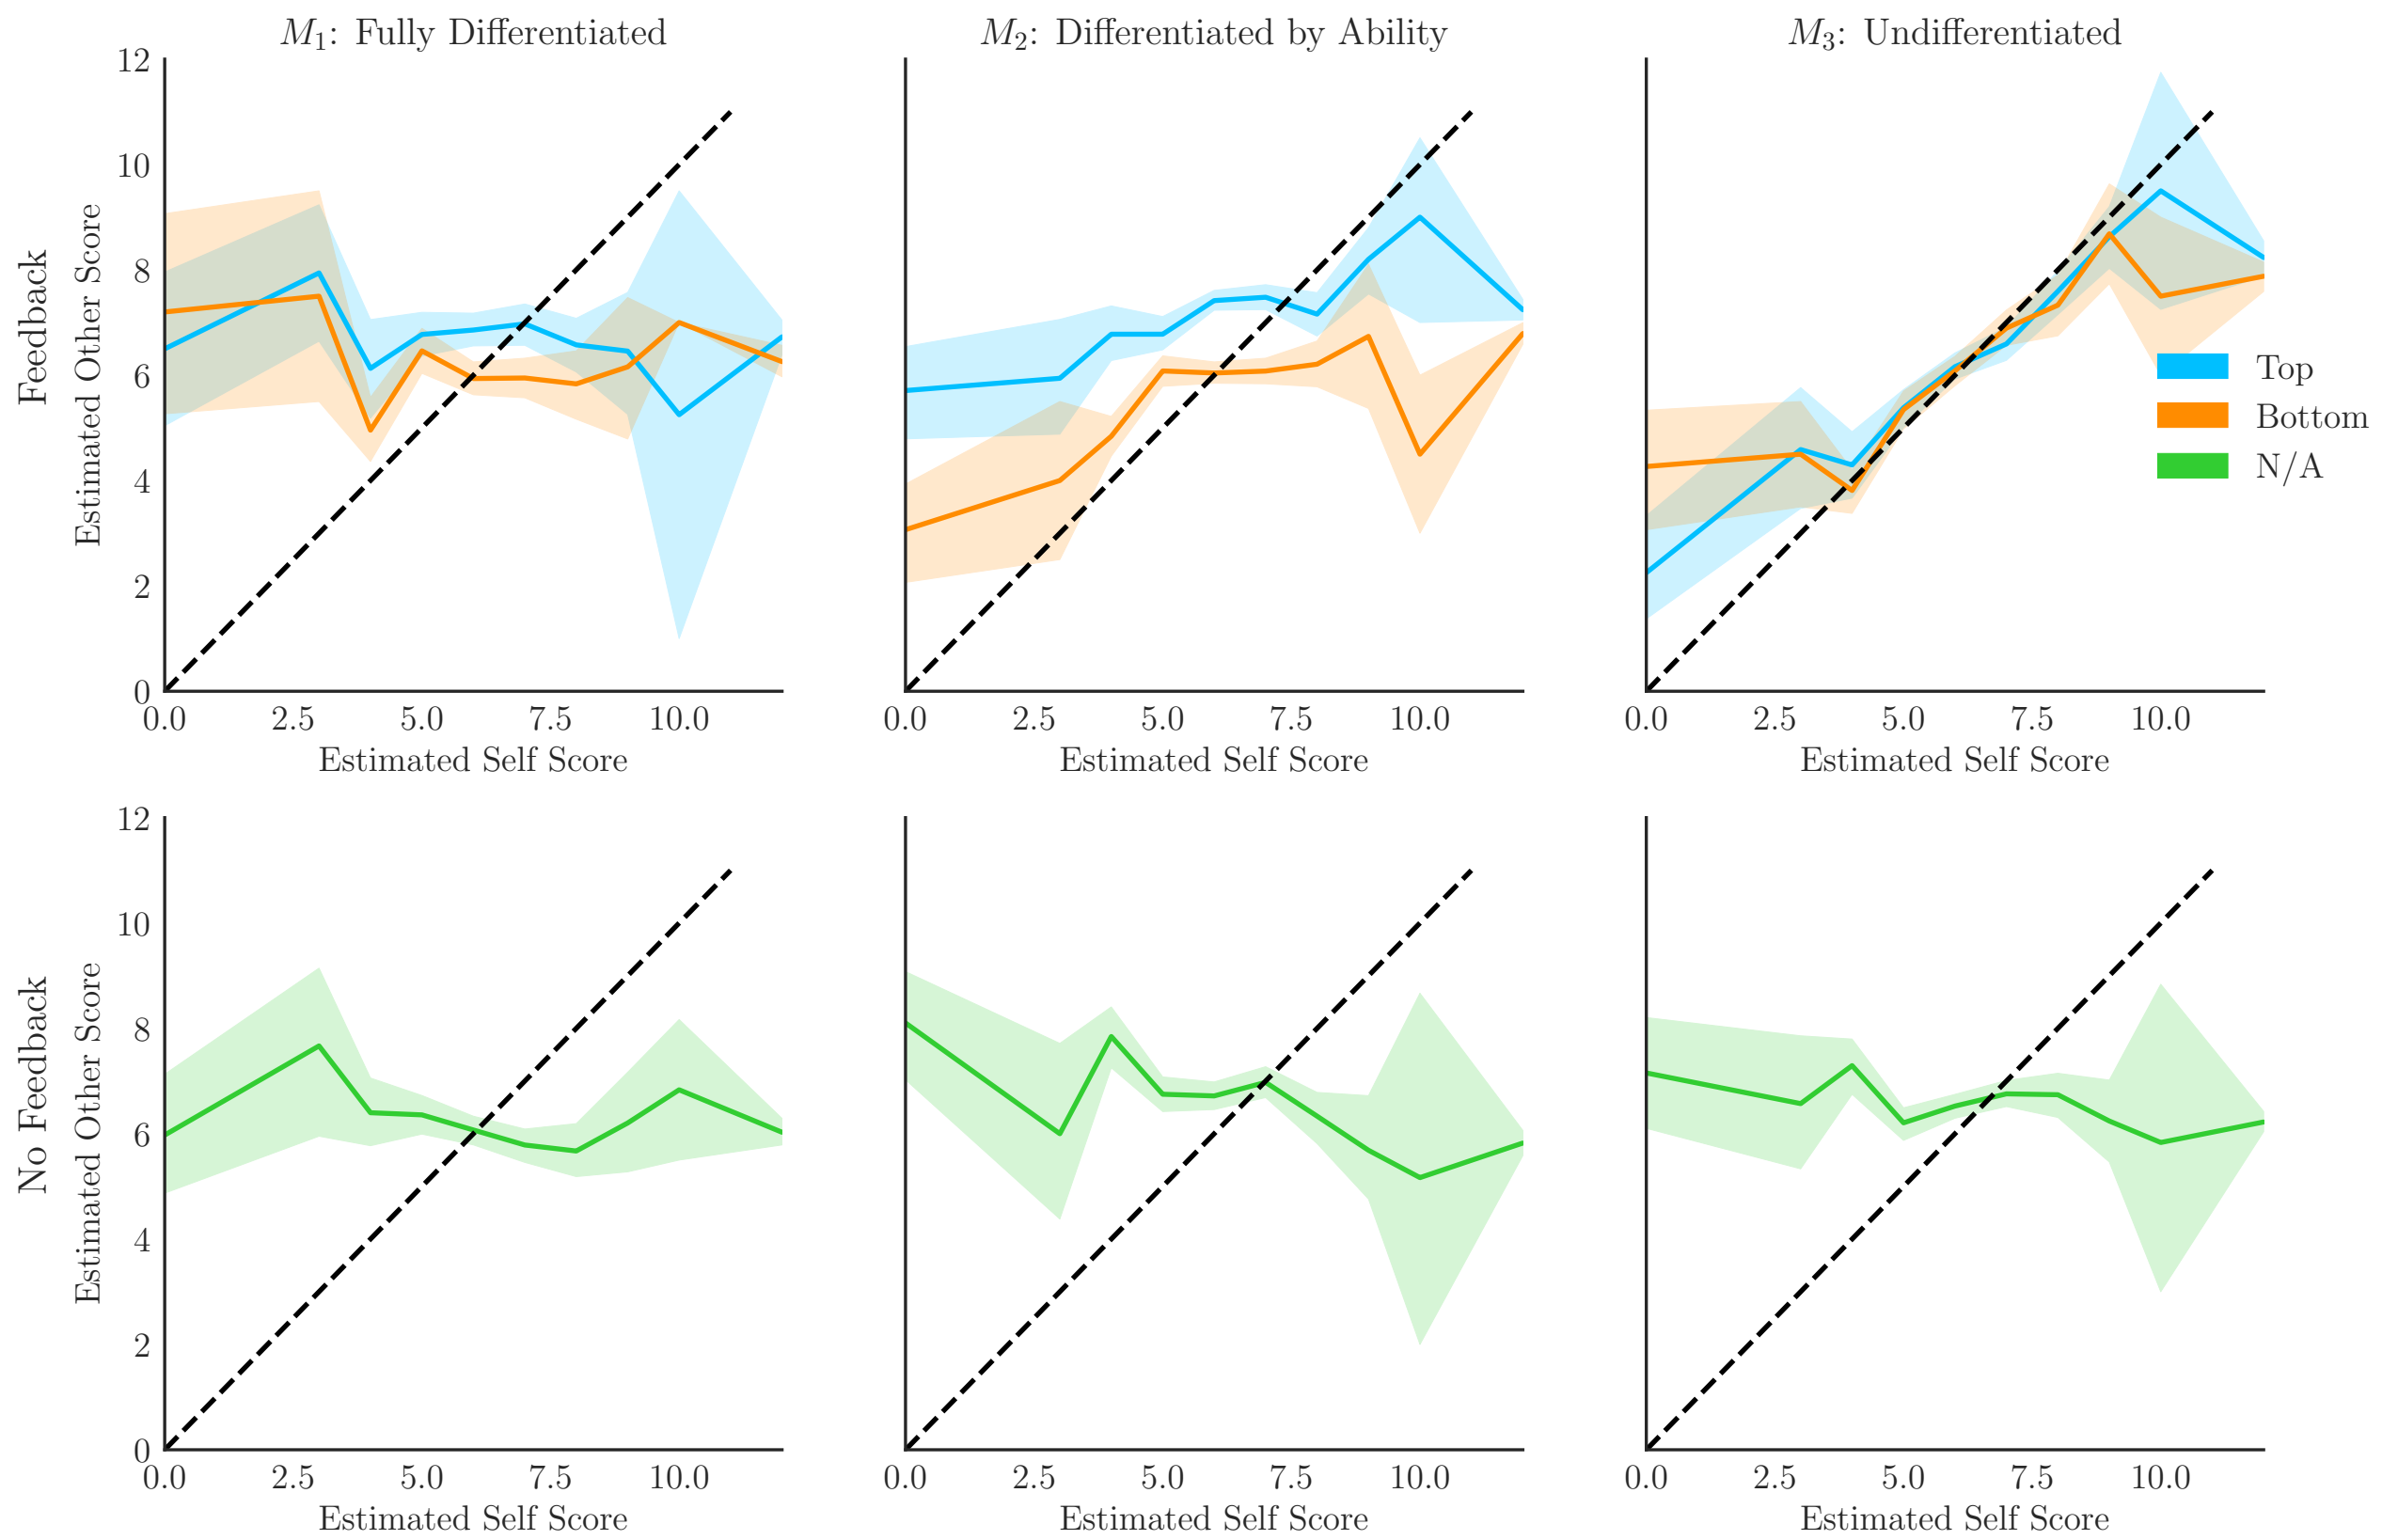 M₁: Fully Differentiated
M₂: Differentiated by Ability
M₃: Undifferentiated
Feedback
Estimated Other Score
12
10
8
6
4
2
0
0.0 2.5 5.0 7.5 10.0
Estimated Self Score
0.0 2.5 5.0 7.5 10.0
Estimated Self Score
0.0 2.5 5.0 7.5 10.0
Estimated Self Score
Top
Bottom
N/A
No Feedback
Estimated Other Score
12
10
8
6
4
2
0
0.0 2.5 5.0 7.5 10.0
Estimated Self Score
0.0 2.5 5.0 7.5 10.0
Estimated Self Score
0.0 2.5 5.0 7.5 10.0
Estimated Self Score